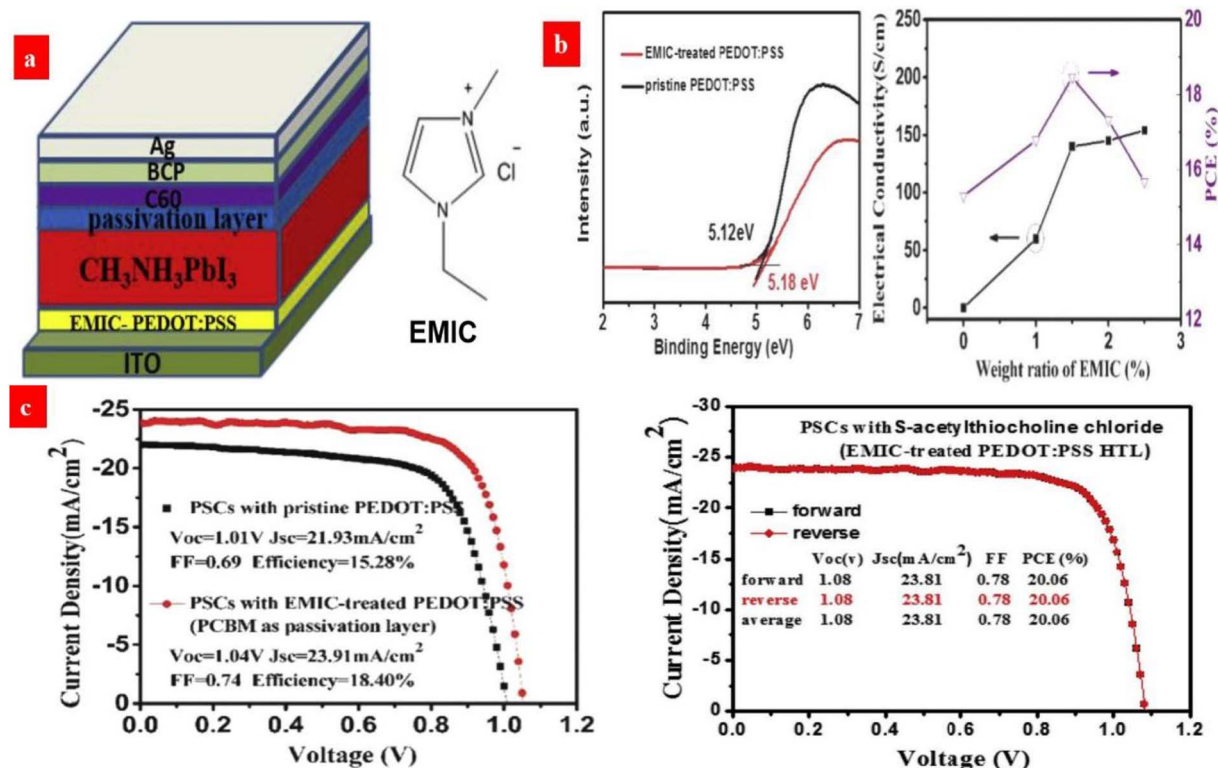 a
Ag
BCP
C60
passivation layer
CH3NH3PbI3
EMIC- PEDOT:PSS
ITO
N
+
Cl
−
N
EMIC
b
EMIC-treated PEDOT:PSS
pristine PEDOT:PSS
5.12eV
5.18 eV
Intensity (a.u.)
2 3 4 5 6 7
Binding Energy (eV)
Electrical Conductivity(S/cm)
250
200
150
100
50
0
20
18
16
14
12
PCE (%)
0 1 2 3
Weight ratio of EMIC (%)
c
Current Density(mA/cm2)
-25
-20
-15
-10
-5
0
PSCs with pristine PEDOT:PSS
Voc=1.01V Jsc=21.93mA/cm2
FF=0.69 Efficiency=15.28%
PSCs with EMIC-treated PEDOT:PSS
(PCBM as passivation layer)
Voc=1.04V Jsc=23.91mA/cm2
FF=0.74 Efficiency=18.40%
0.0 0.2 0.4 0.6 0.8 1.0 1.2
Voltage (V)
Current Density(mA/cm2)
-30
-25
-20
-15
-10
-5
0
PSCs with S-acetylthiocholine chloride
(EMIC-treated PEDOT:PSS HTL)
forward
reverse
Voc(v) Jsc(mA/cm2) FF PCE (%)
forward 1.08 23.81 0.78 20.06
reverse 1.08 23.81 0.78 20.06
average 1.08 23.81 0.78 20.06
0.0 0.2 0.4 0.6 0.8 1.0 1.2
Voltage (V)